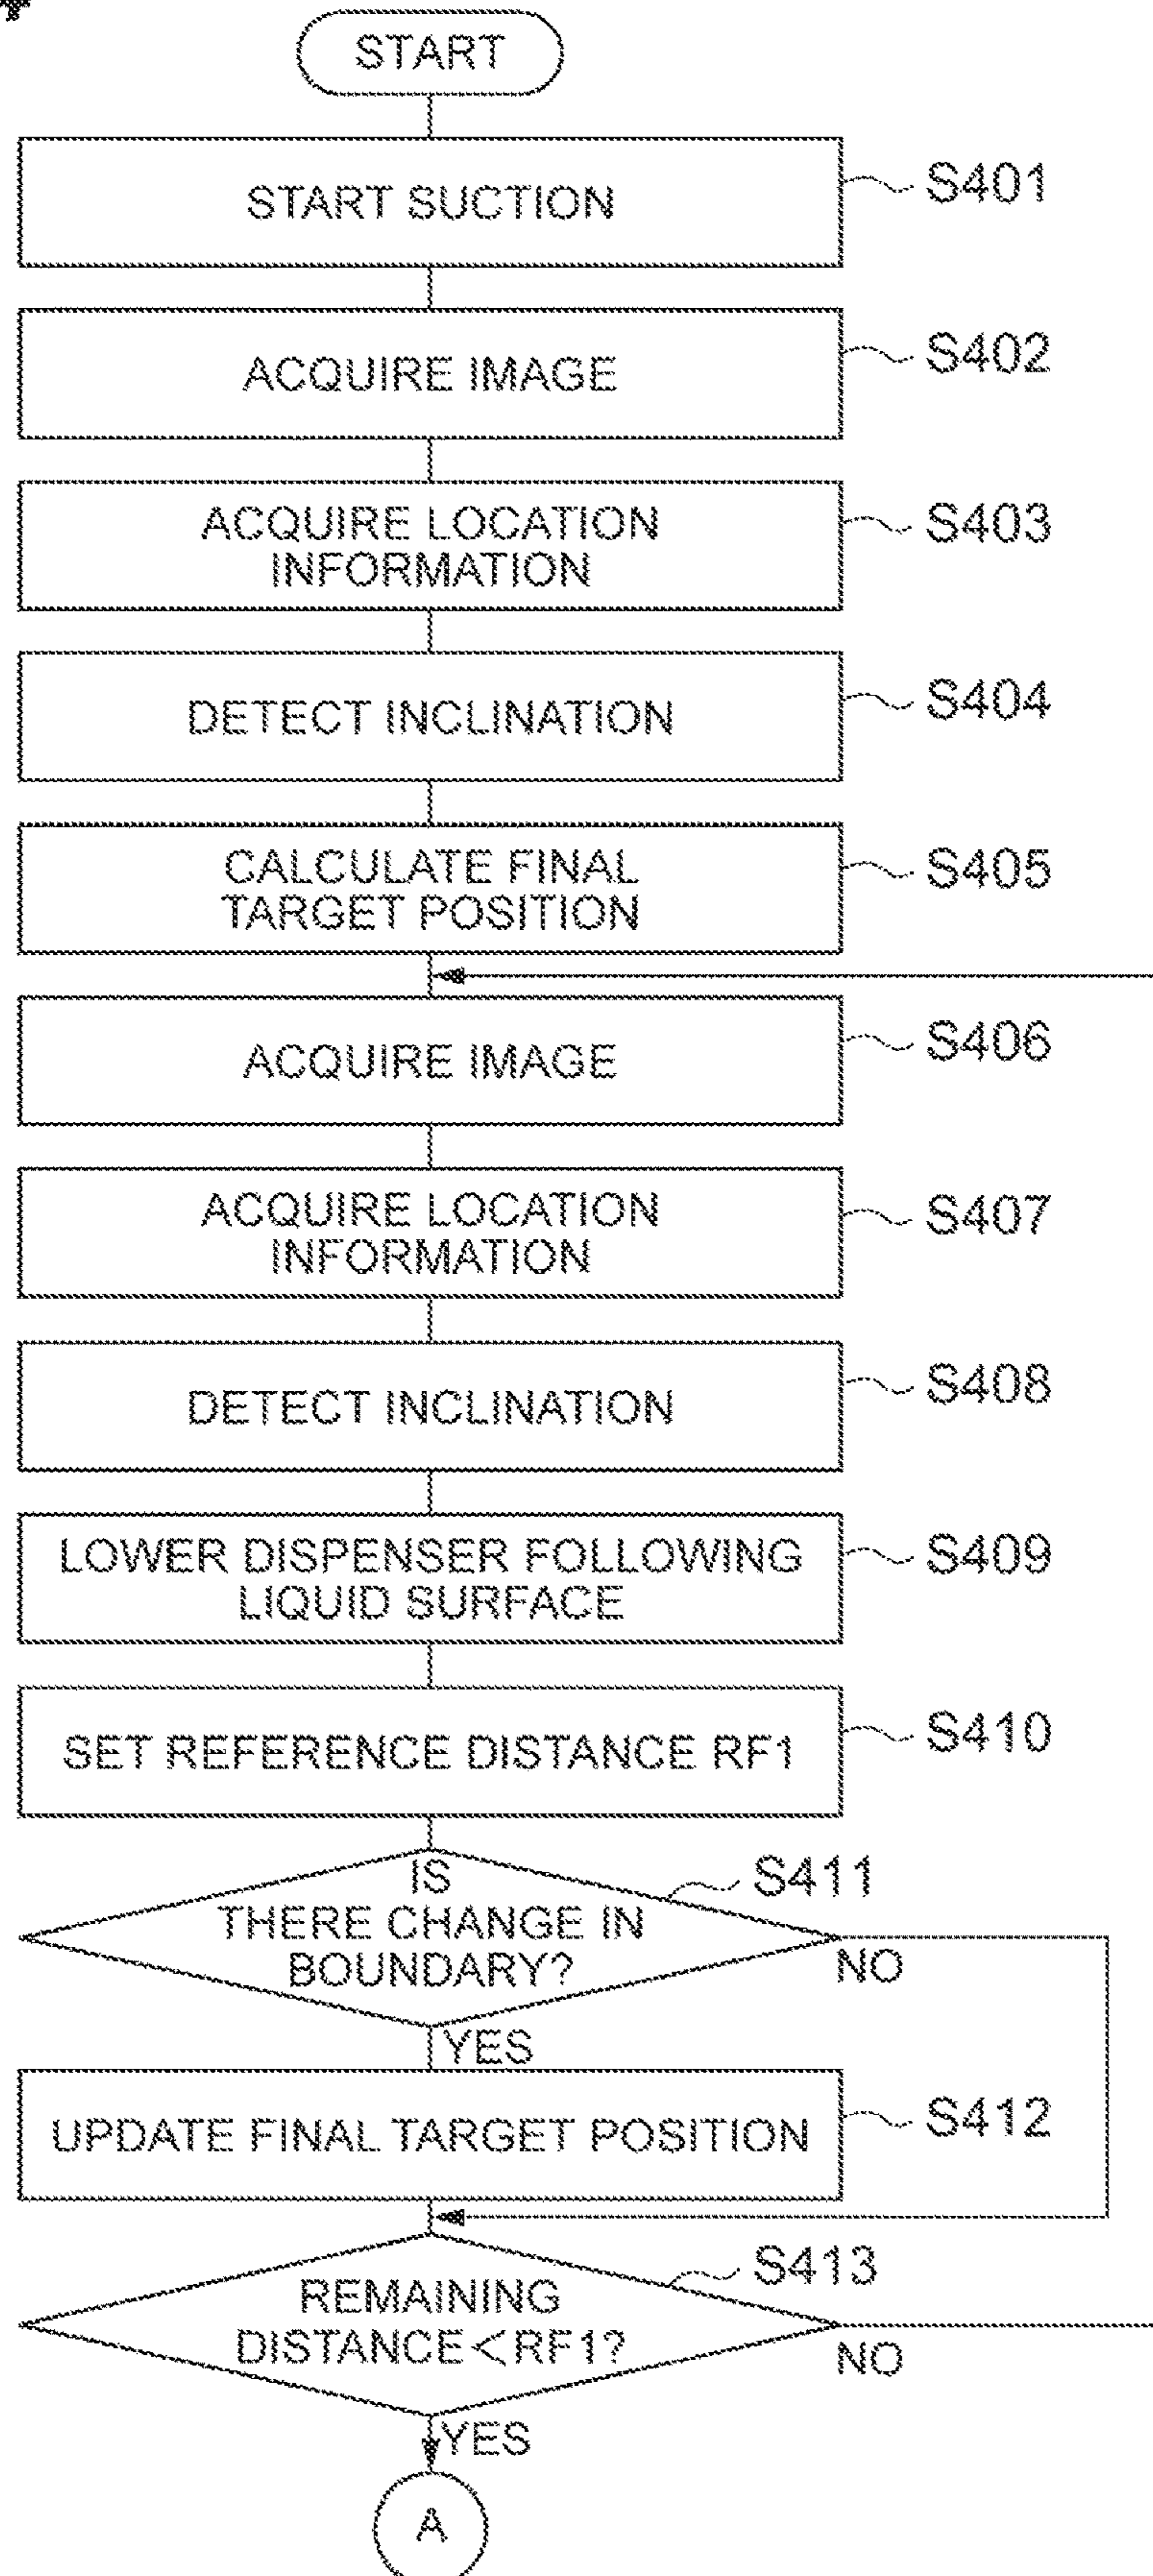 START
START SUCTION
S401
ACQUIRE IMAGE
S402
ACQUIRE LOCATION
INFORMATION
S403
DETECT INCLINATION
S404
CALCULATE FINAL
TARGET POSITION
S405
ACQUIRE IMAGE
S406
ACQUIRE LOCATION
INFORMATION
S407
DETECT INCLINATION
S408
LOWER DISPENSER FOLLOWING
LIQUID SURFACE
S409
SET REFERENCE DISTANCE RF1
S410
IS
THERE CHANGE IN
BOUNDARY?
S411
NO
YES
UPDATE FINAL TARGET POSITION
S412
REMAINING
DISTANCE<RF1?
S413
NO
YES
A